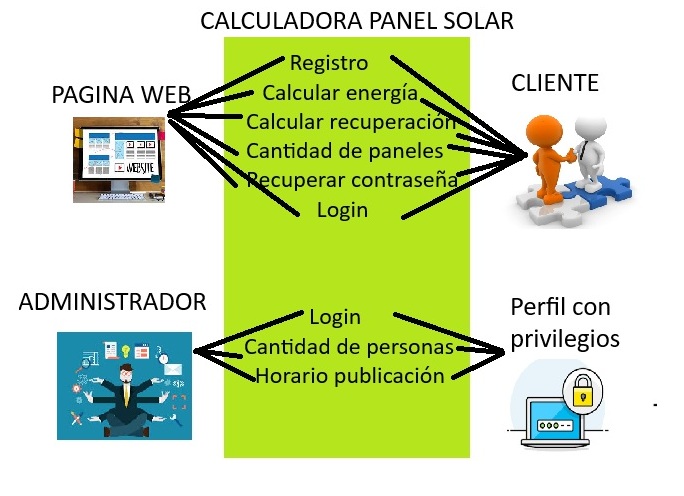 CALCULADORA PANEL SOLAR
PAGINA WEB
WEBSITE
Registro
Calcular energía
Calcular recuperación
Cantidad de paneles
Recuperar contraseña
Login
CLIENTE
ADMINISTRADOR
Login
Cantidad de personas
Horario publicación
Perfil con
privilegios